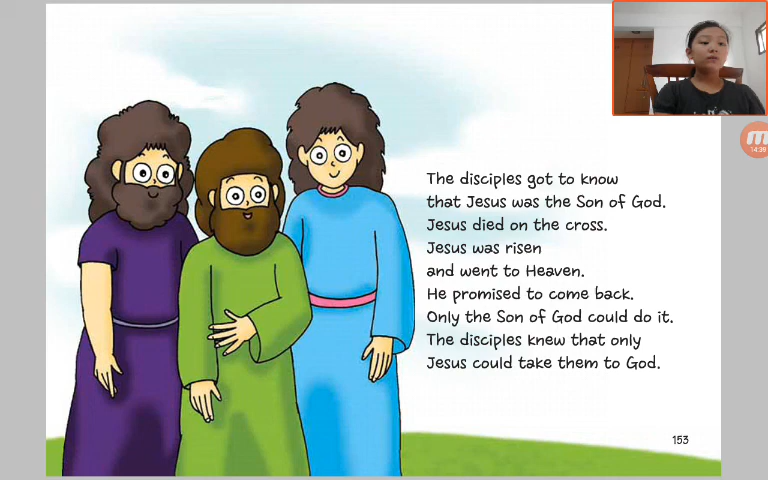 The disciples got to know
that Jesus was the Son of God.
Jesus died on the cross.
Jesus was risen
and went to Heaven.
He promised to come back.
Only the Son of God could do it.
The disciples knew that only
Jesus could take them to God.
153
14:38